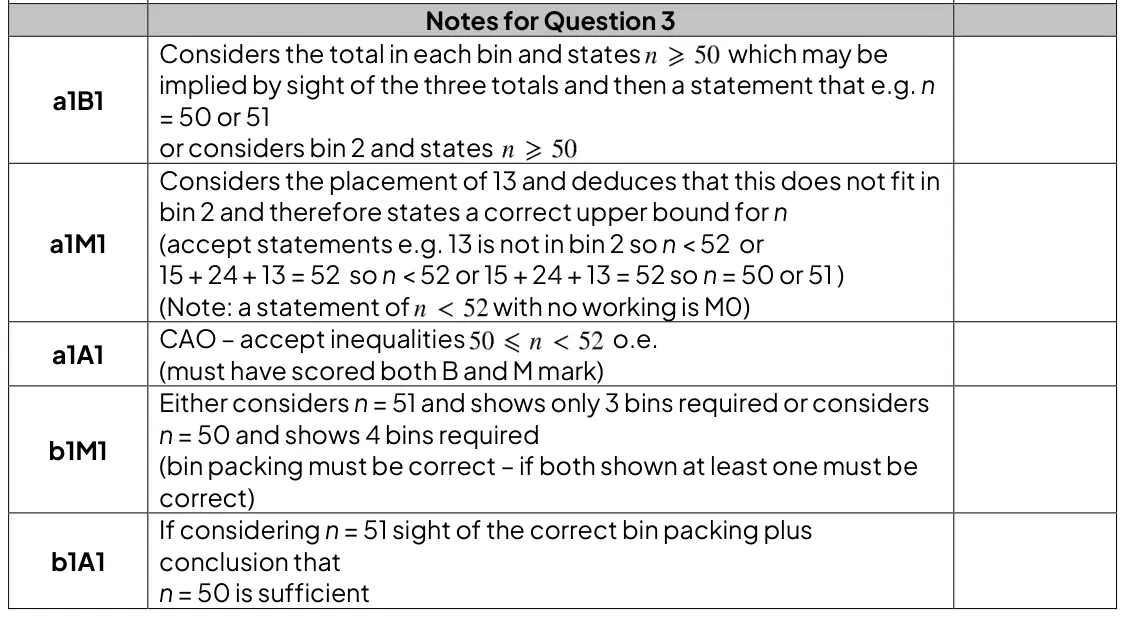 Notes for Question 3
a1B1
Considers the total in each bin and states n ⩾ 50 which may be
implied by sight of the three totals and then a statement that e.g. n
= 50 or 51
or considers bin 2 and states n ⩾ 50
a1M1
Considers the placement of 13 and deduces that this does not fit in
bin 2 and therefore states a correct upper bound for n
(accept statements e.g. 13 is not in bin 2 so n < 52 or
15 + 24 + 13 = 52 so n < 52 or 15 + 24 + 13 = 52 so n = 50 or 51)
(Note: a statement of n < 52 with no working is M0)
a1A1
CAO – accept inequalities 50 ⩽ n < 52 o.e.
(must have scored both B and M mark)
b1M1
Either considers n = 51 and shows only 3 bins required or considers
n = 50 and shows 4 bins required
(bin packing must be correct – if both shown at least one must be
correct)
b1A1
If considering n = 51 sight of the correct bin packing plus
conclusion that
n = 50 is sufficient